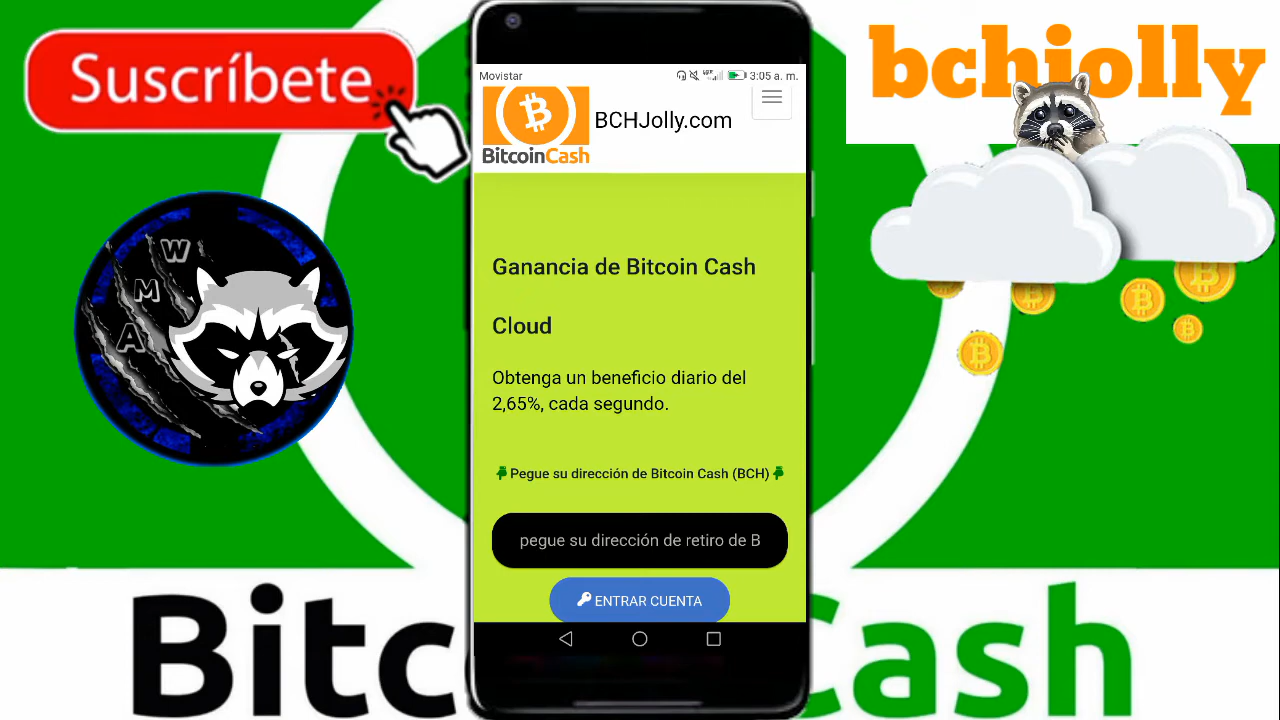 Suscríbete
bchjolly
W
M
A
Movistar
3:05 a. m.
BCHJolly.com
BitcoinCash
Ganancia de Bitcoin Cash
Cloud
Obtenga un beneficio diario del
2,65%, cada segundo.
Pegue su dirección de Bitcoin Cash (BCH)
pegue su dirección de retiro de B
ENTRAR CUENTA
Bitc
Cash